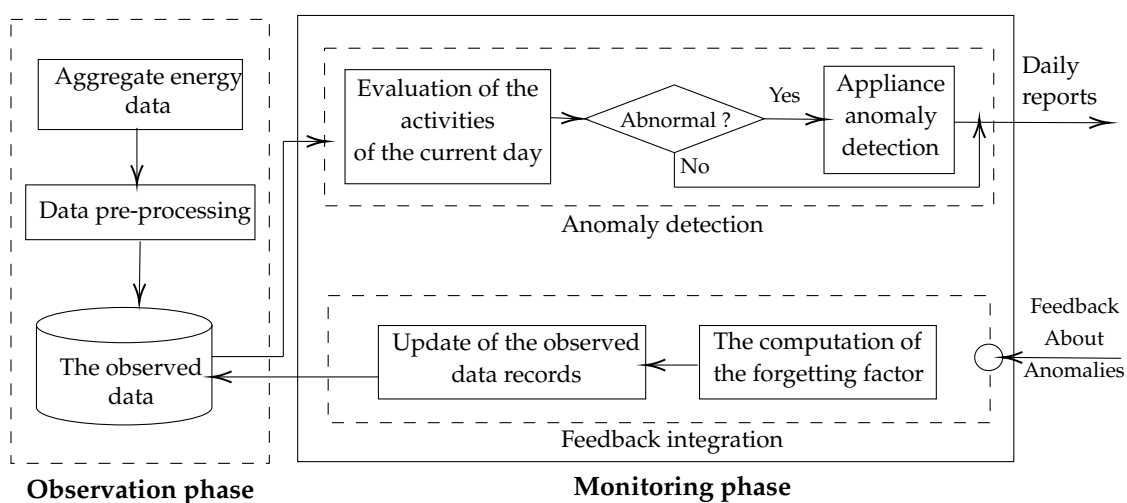 Aggregate energy
data
Data pre-processing
The observed
data
Observation phase
Evaluation of the
activities
of the current day
Abnormal ?
Yes
No
Appliance
anomaly
detection
Anomaly detection
Daily
reports
Update of the observed
data records
The computation of
the forgetting factor
Feedback integration
Feedback
About
Anomalies
Monitoring phase